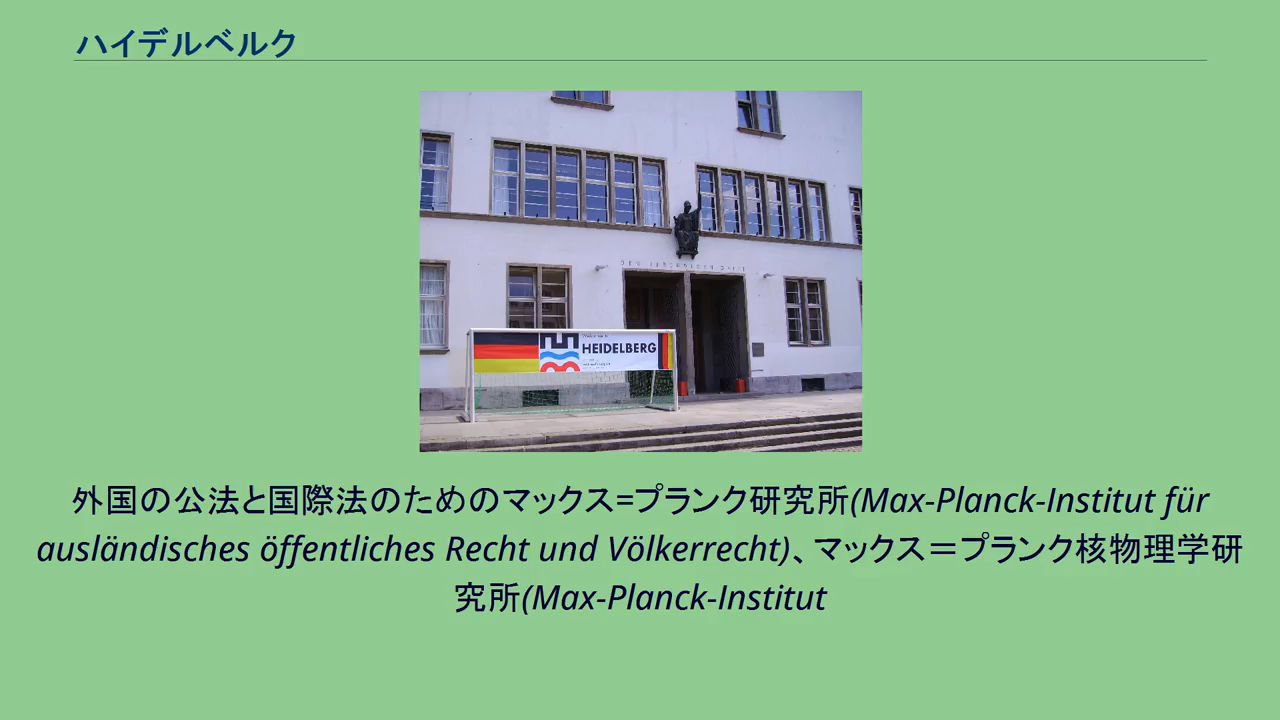 ハイデルベルク
HEIDELBERG
外国の公法と国際法のためのマックス=プランク研究所(Max-Planck-Institut für
ausländisches öffentliches Recht und Völkerrecht)、マックス＝プランク核物理学研
究所(Max-Planck-Institut